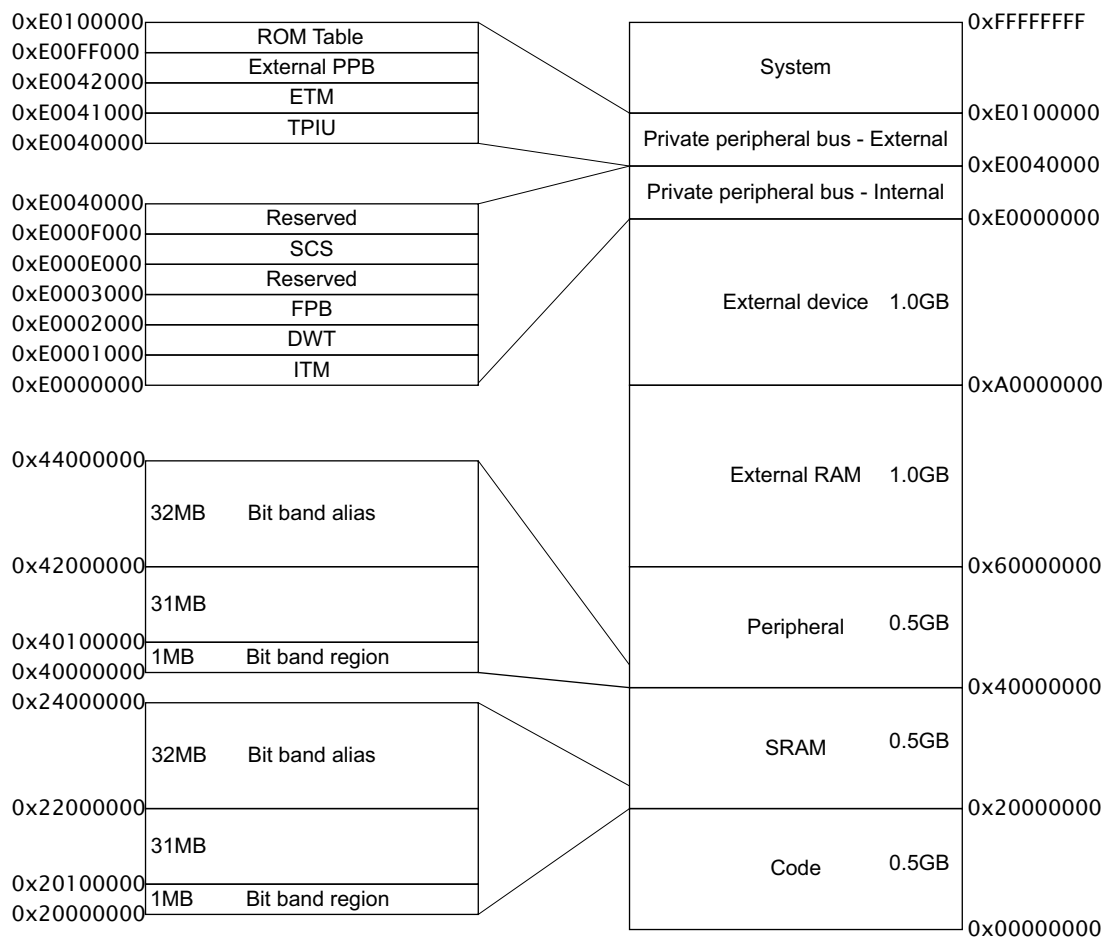 0xE0100000
ROM Table
0xE00FF000
External PPB
0xE0042000
ETM
0xE0041000
TPIU
0xE0040000
0xE0040000
Reserved
0xE000F000
SCS
0xE000E000
Reserved
0xE0003000
FPB
0xE0002000
DWT
0xE0001000
ITM
0xE0000000
0x44000000
32MB Bit band alias
0x42000000
31MB
0x40100000
1MB Bit band region
0x40000000
0x24000000
32MB Bit band alias
0x22000000
31MB
0x20100000
1MB Bit band region
0x20000000
0xFFFFFFFF
System
0xE0100000
Private peripheral bus - External
0xE0040000
Private peripheral bus - Internal
0xE0000000
External device 1.0GB
0xA0000000
External RAM 1.0GB
0x60000000
Peripheral 0.5GB
0x40000000
SRAM 0.5GB
0x20000000
Code 0.5GB
0x00000000